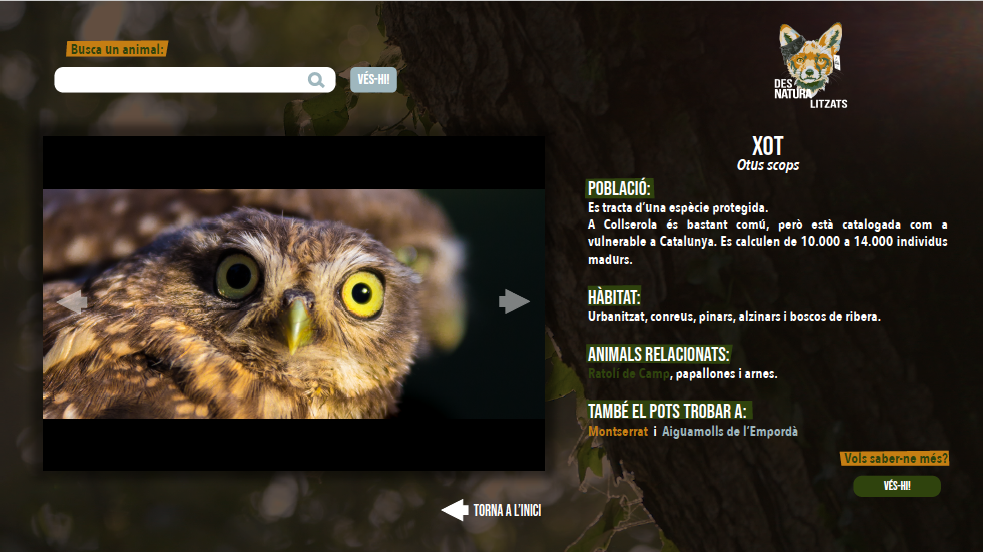 Busca un animal:
VÉS-HI!
DES
NATURA
LITZATS
XOT
Otus scops
POBLACIÓ:
Es tracta d'una espècie protegida.
A Collserola és bastant comú, però està catalogada com a
vulnerable a Catalunya. Es calculen de 10.000 a 14.000 individus
madurs.
HÀBITAT:
Urbanitzat, conreus, pinars, alzinars i boscos de ribera.
ANIMALS RELACIONATS:
Ratolí de Camp, papallones i arnes.
TAMBÉ EL POTS TROBAR A:
Montserrat i Aiguamolls de l'Empordà
Vols saber-ne més?
VÉS-HI!
TORNA A L'INICI